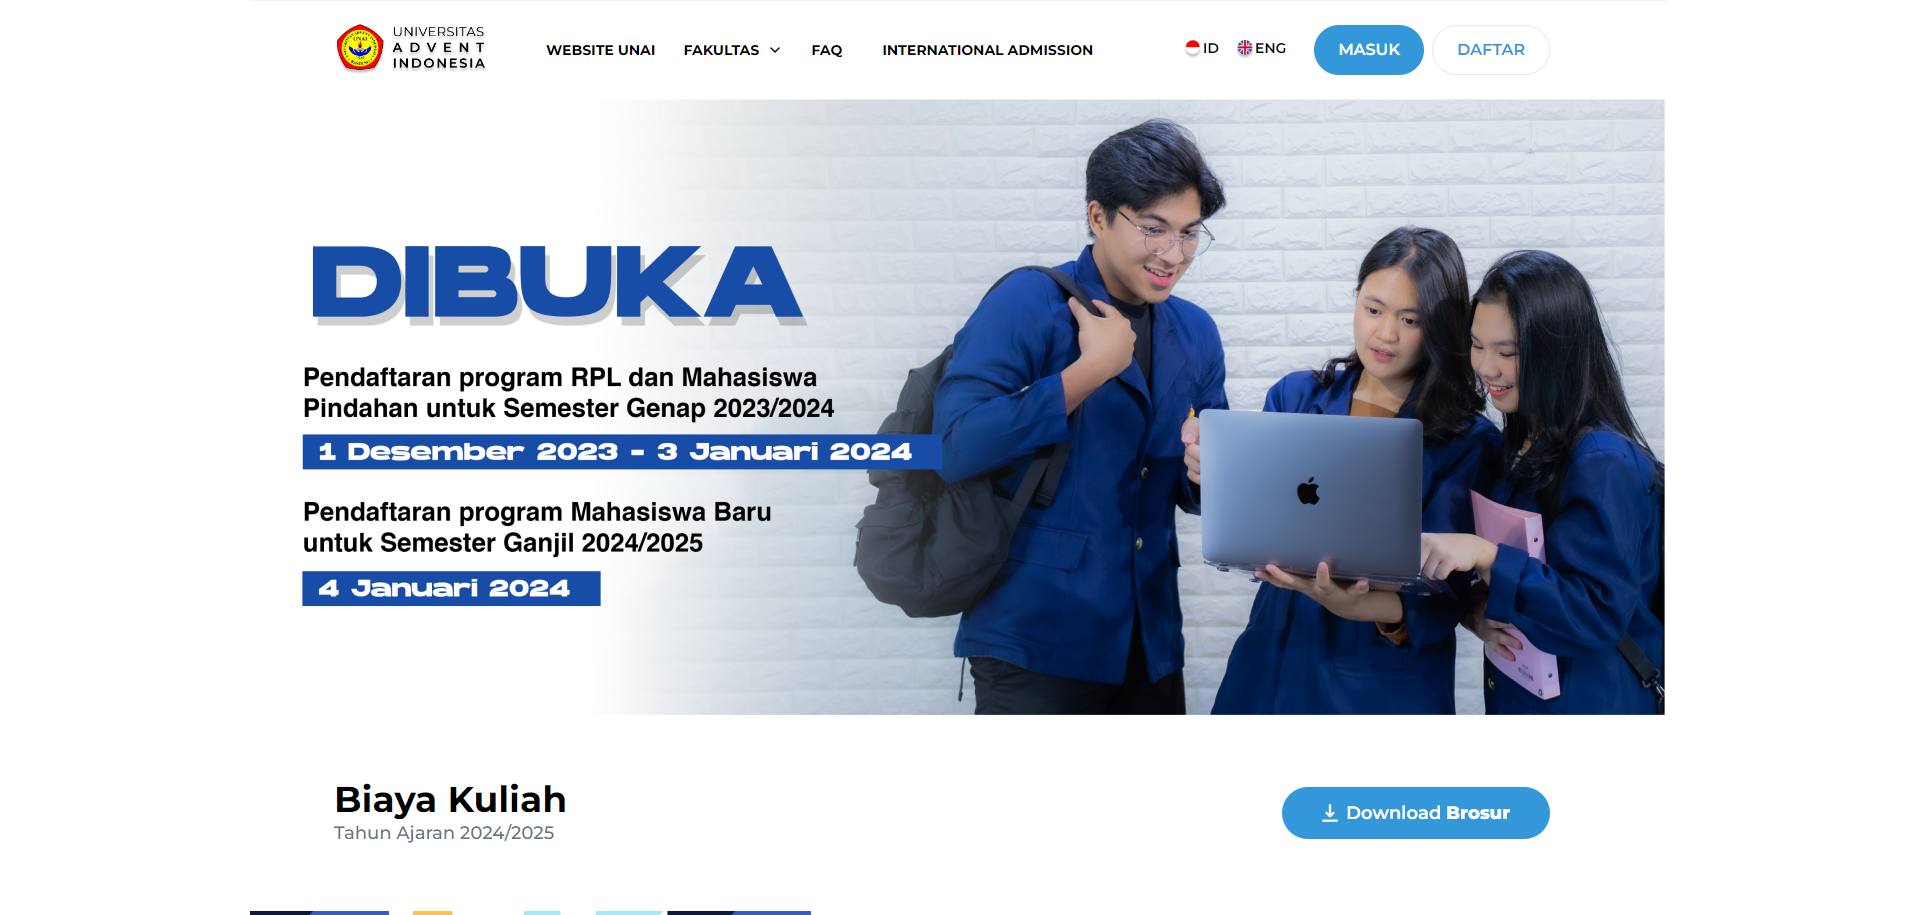 UNIVERSITAS
ADVENT
INDONESIA
WEBSITE UNAI
FAKULTAS
FAQ
INTERNATIONAL ADMISSION
ID
ENG
MASUK
DAFTAR
DIBUKA
Pendaftaran program RPL dan Mahasiswa
Pindahan untuk Semester Genap 2023/2024
1 Desember 2023 - 3 Januari 2024
Pendaftaran program Mahasiswa Baru
untuk Semester Ganjil 2024/2025
4 Januari 2024
Biaya Kuliah
Tahun Ajaran 2024/2025
Download Brosur